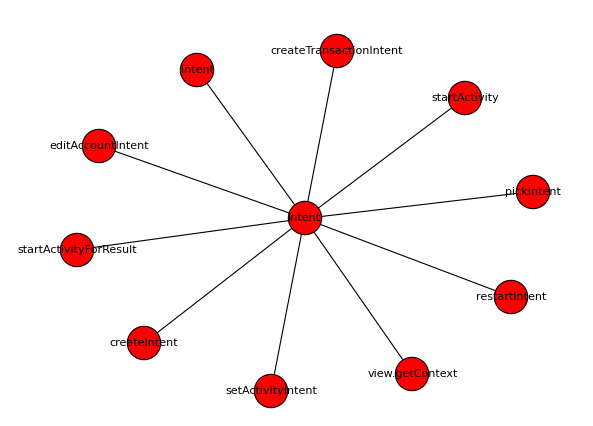 createTransactionIntent
intent
startActivity
editAccountIntent
pickIntent
Intent
startActivityForResult
restartIntent
createIntent
view.getContext
setActivityIntent